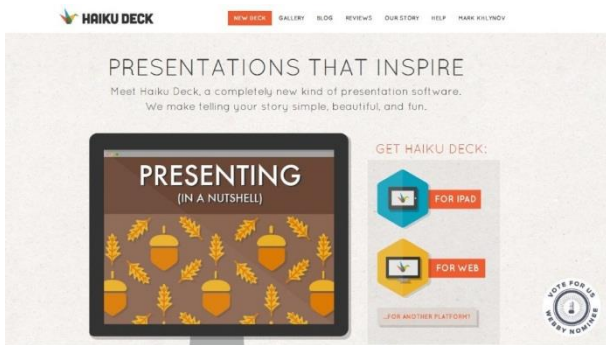 HAIKU DECK
NEW DECK GALLERY BLOG REVIEWS OUR STORY HELP MARK KHLYNOV
PRESENTATIONS THAT INSPIRE
Meet Haiku Deck, a completely new kind of presentation software.
We make telling your story simple, beautiful, and fun.
PRESENTING
(IN A NUTSHELL)
GET HAIKU DECK:
FOR IPAD
FOR WEB
...FOR ANOTHER PLATFORM?
VOTE FOR US
WEBBY NOMINEE